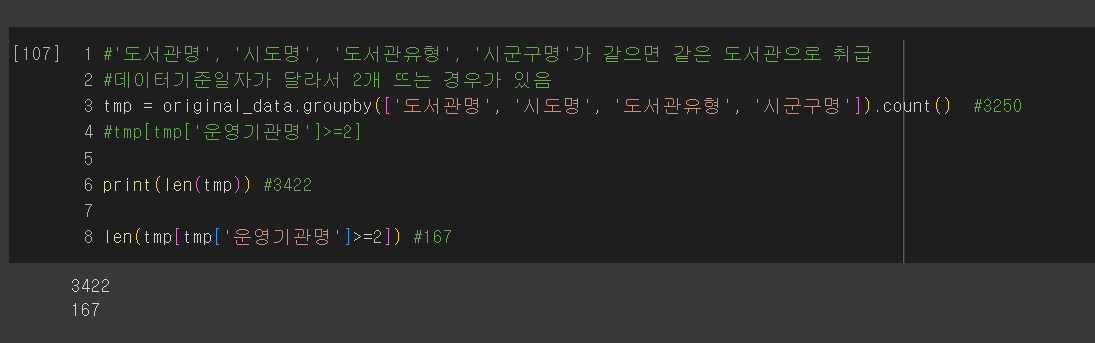 [107] 1 #'도서관명', '시도명', '도서관유형', '시군구명'가 같으면 같은 도서관으로 취급
2 #데이터기준일자가 달라서 2개 뜨는 경우가 있음
3 tmp = original_data.groupby(['도서관명', '시도명', '도서관유형', '시군구명']).count()  #3250
4 #tmp[tmp['운영기관명']>=2]
5
6 print(len(tmp)) #3422
7
8 len(tmp[tmp['운영기관명']>=2]) #167
3422
167